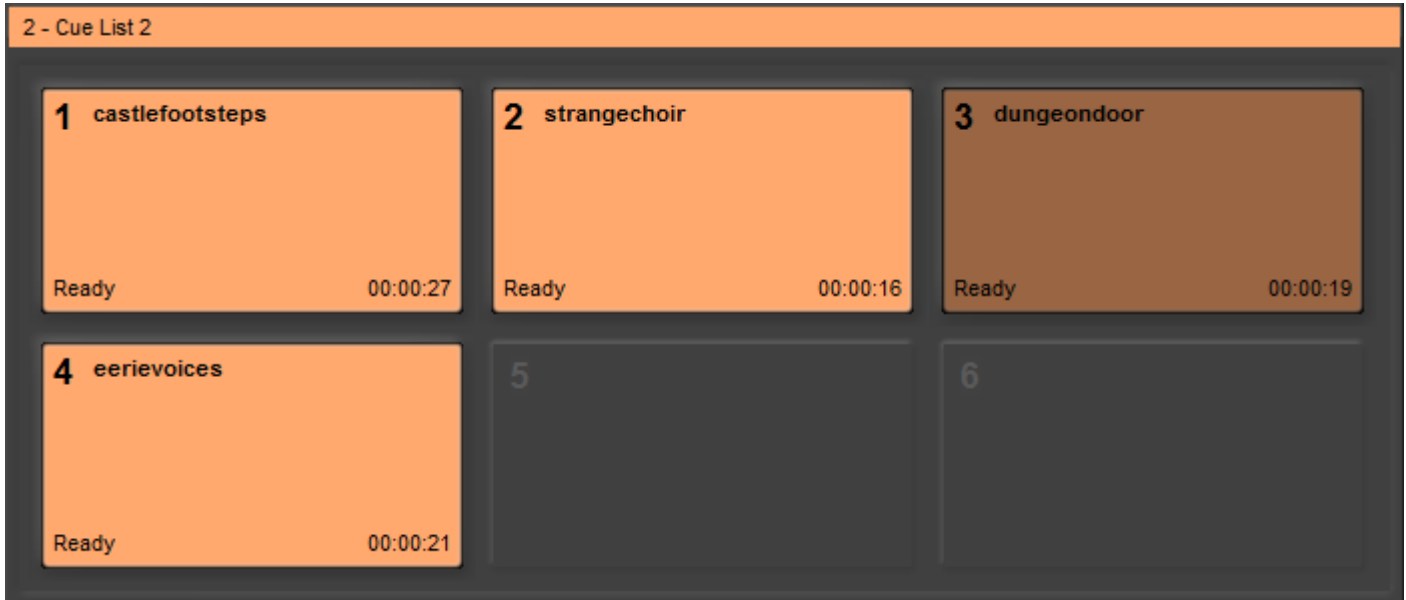 2 - Cue List 2
1 castlefootsteps
Ready 00:00:27
2 strangechoir
Ready 00:00:16
3 dungeondoor
Ready 00:00:19
4 eerievoices
Ready 00:00:21
5
6